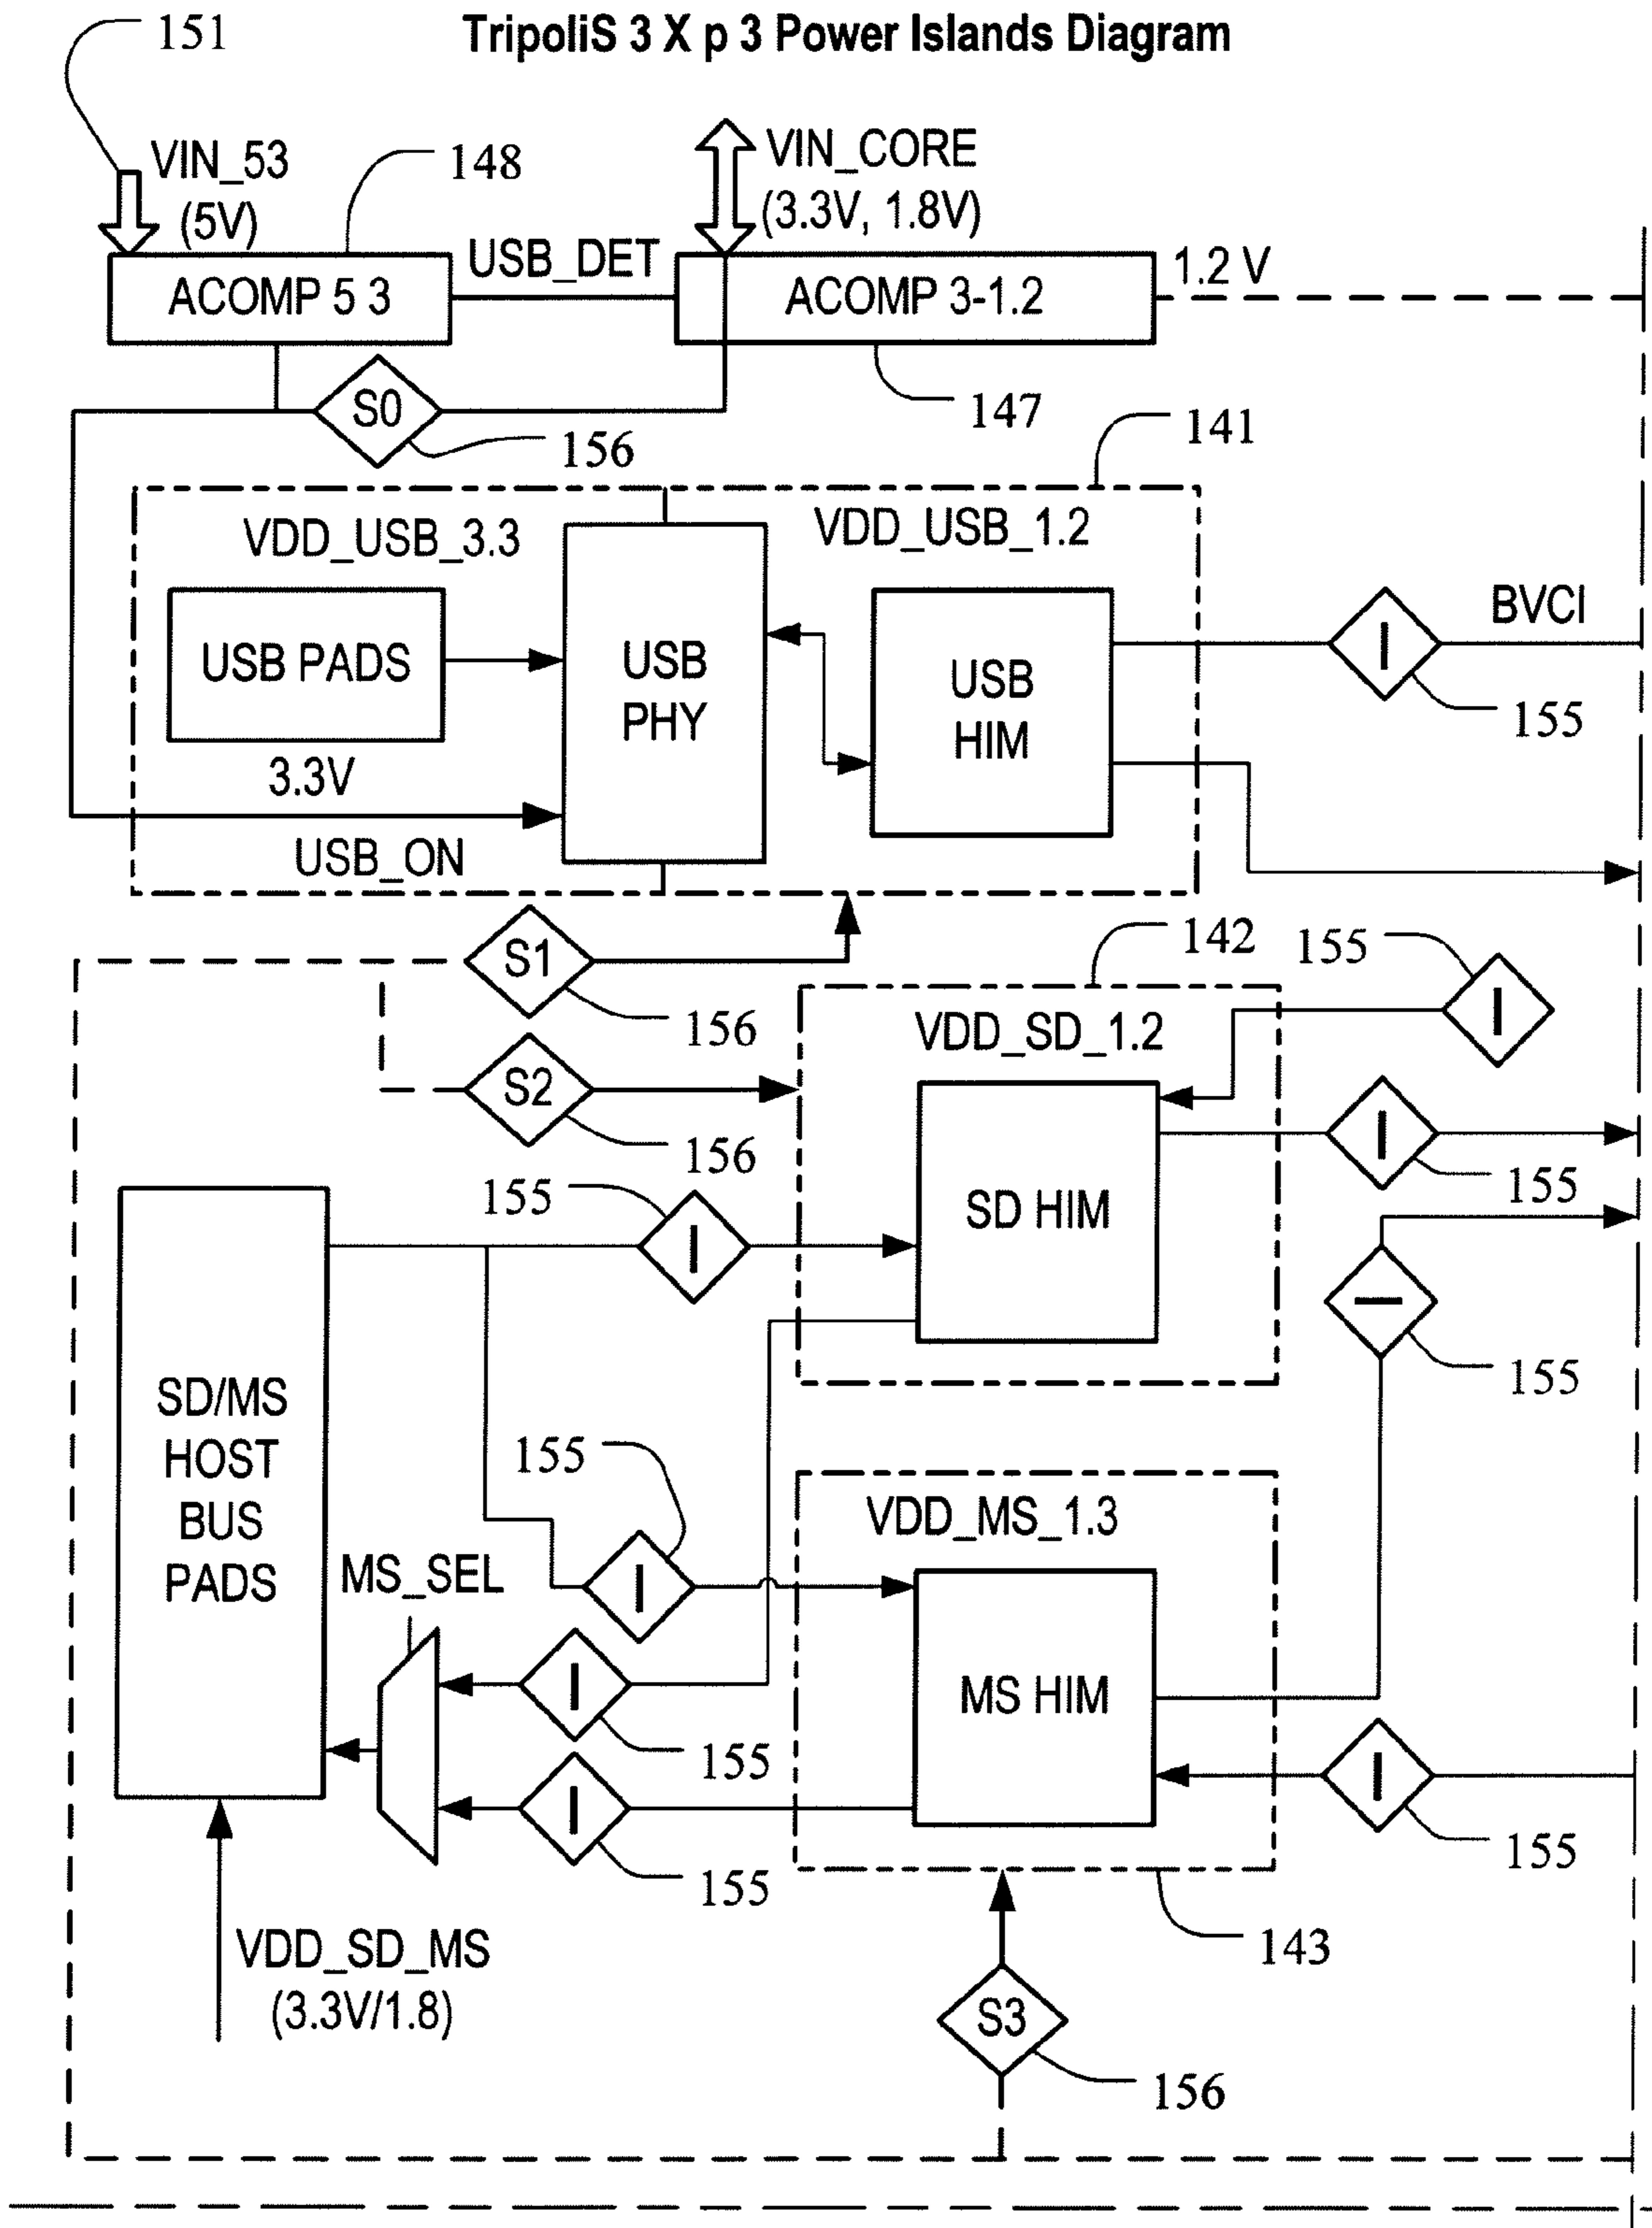 TripoliS 3 X p 3 Power Islands Diagram
151
VIN_53
(5V)
148
VIN_CORE
(3.3V, 1.8V)
ACOMP 5 3
USB_DET
ACOMP 3-1.2
1.2 V
S0
156
147
141
VDD_USB_3.3
VDD_USB_1.2
USB PADS
USB
PHY
USB
HIM
BVCI
I
155
3.3V
USB_ON
S1
156
142
155
I
VDD_SD_1.2
S2
156
I
155
155
I
SD HIM
I
155
SD/MS
HOST
BUS
PADS
155
I
VDD_MS_1.3
MS_SEL
I
155
MS HIM
I
155
I
155
VDD_SD_MS
(3.3V/1.8)
143
S3
156